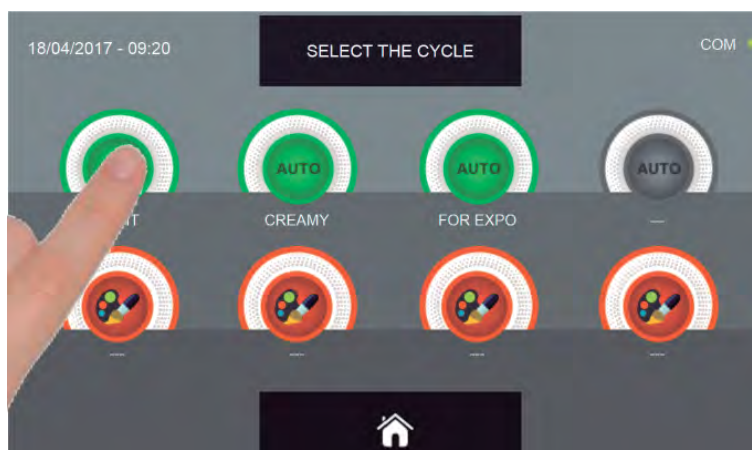 18/04/2017 - 09:20
SELECT THE CYCLE
COM
AUTO
AUTO
AUTO
CREAMY
FOR EXPO
---
---
---
---
---